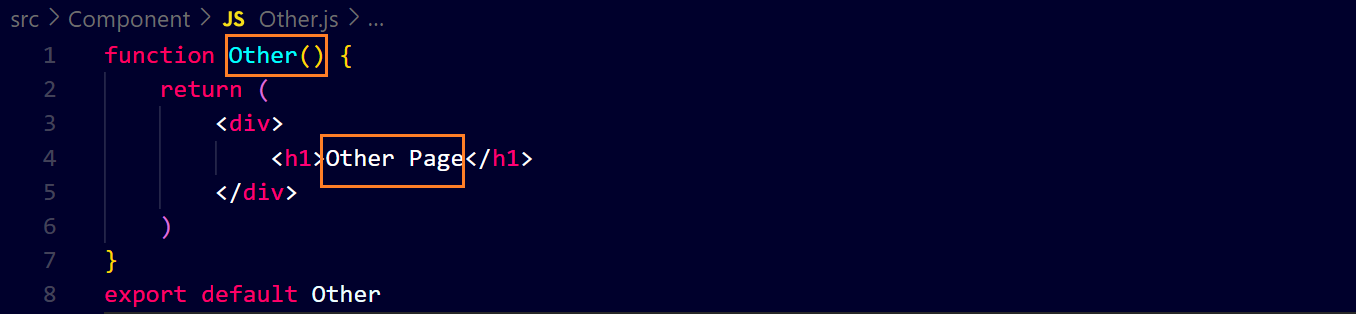 src > Component > JS Other.js > ...
1 function Other() {
2     return (
3         <div>
4             <h1>Other Page</h1>
5         </div>
6     )
7 }
8 export default Other